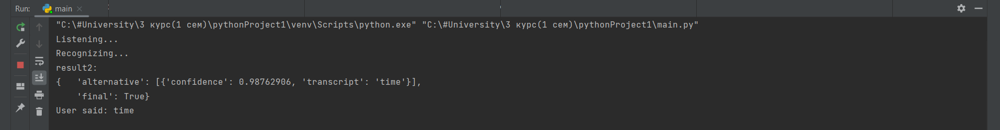 Run: main
"C:\#University\3 курс(1 сем)\pythonProject1\venv\Scripts\python.exe" "C:\#University\3 курс(1 сем)\pythonProject1\main.py"
Listening...
Recognizing...
result2:
{   'alternative': [{'confidence': 0.98762906, 'transcript': 'time'}],
    'final': True}
User said: time